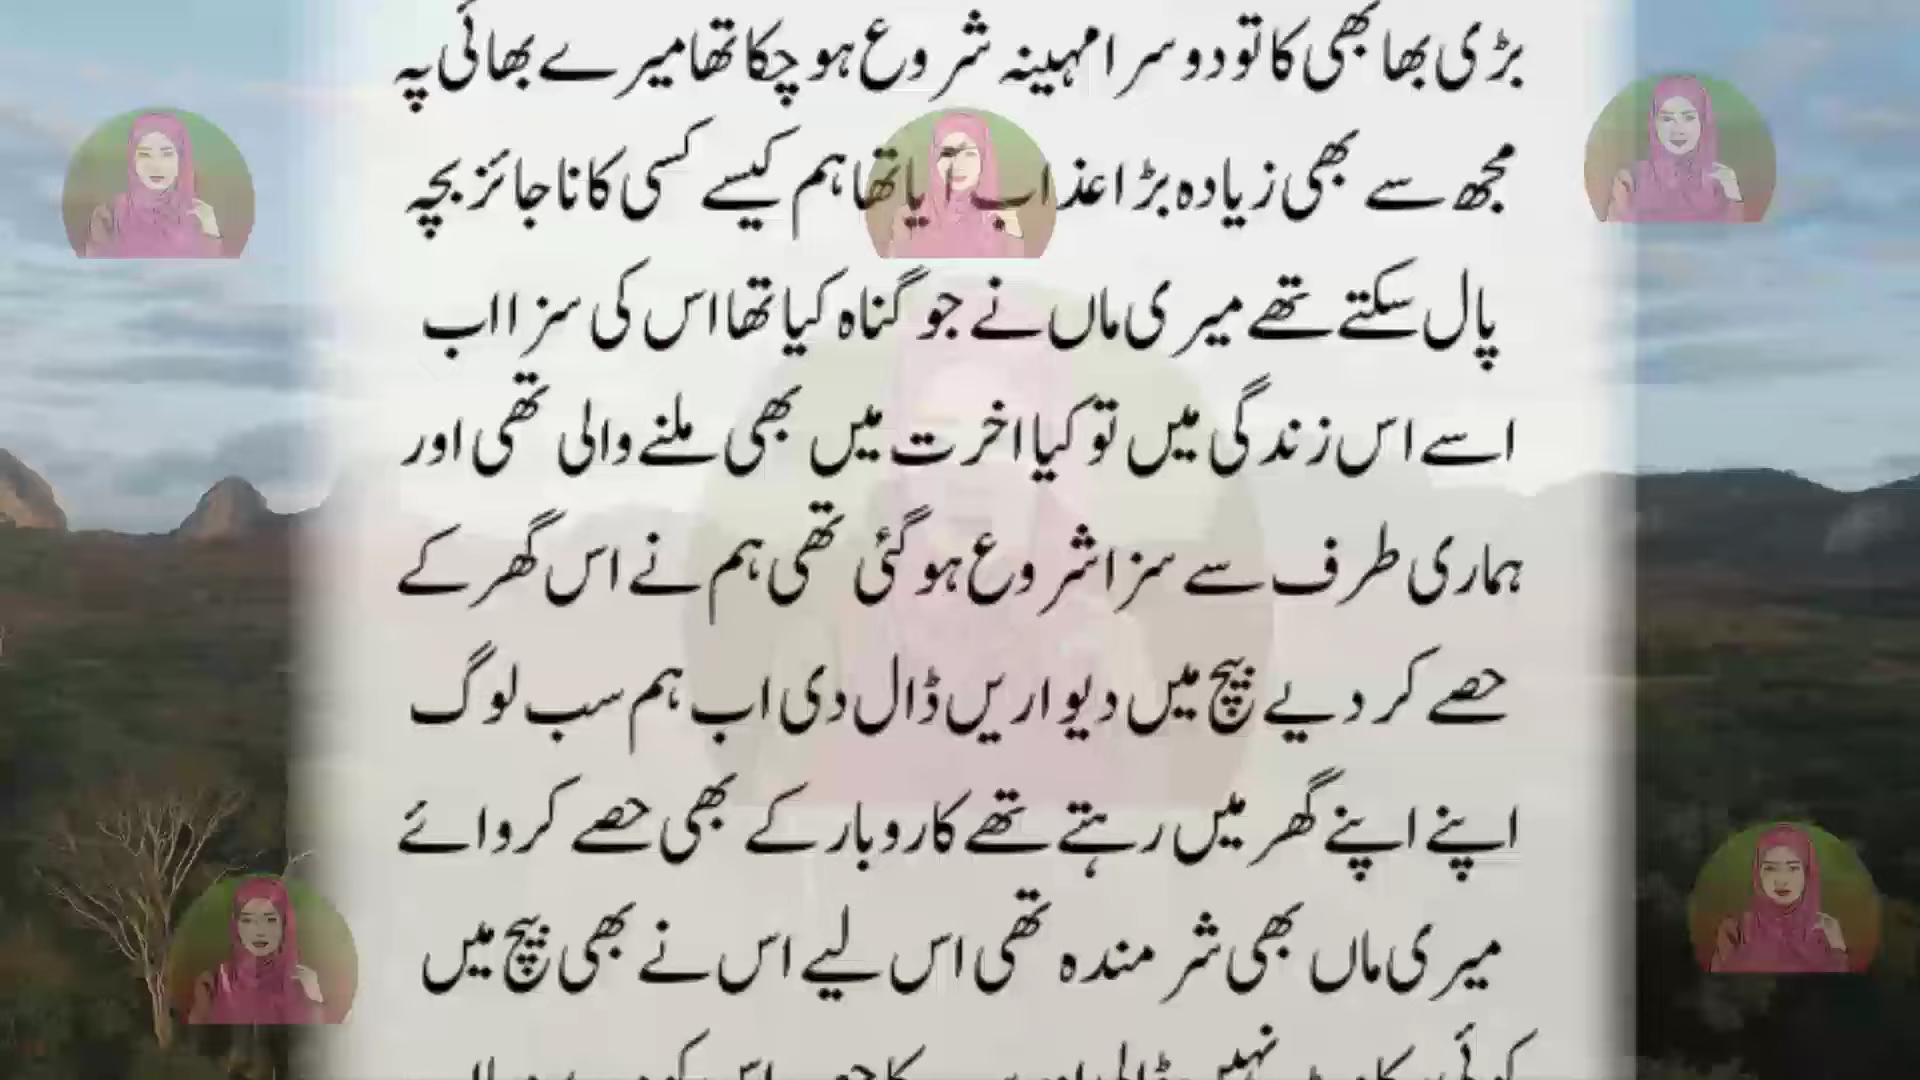 بڑی بھابھی کا تو دوسرا مہینہ شروع ہو چکا تھا میرے بھائی پہ
مجھ سے بھی زیادہ بڑا عذاب ایا تھا ہم کیسے کسی کا ناجائز بچہ
پال سکتے تھے میری ماں نے جو گناہ کیا تھا اس کی سزا اب
اسے اس زندگی میں تو کیا اخرت میں بھی ملنے والی تھی اور
ہماری طرف سے سزا شروع ہو گئی تھی ہم نے اس گھر کے
حصے کر دیے بیچ میں دیواریں ڈال دی اب ہم سب لوگ
اپنے اپنے گھر میں رہتے تھے کاروبار کے بھی حصے کروائے
میری ماں بھی شرمندہ تھی اس لیے اس نے بھی بیچ میں